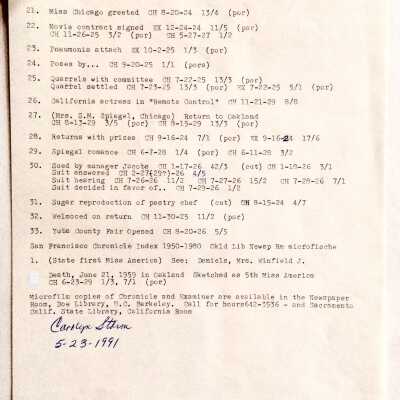 21. Miss Chicago greeted CH 8-20-24 13/4 (por)
22. Movie contract signed EX 12-24-24 11/5 (por)
CH 11-26-25 3/2 (por) CH 5-27-27 1/2
23. Pneumonia attack EX 10-2-25 1/3 (por)
24. Poses by... CH 9-20-25 1/1 (pors)
25. Quarrels with committee CH 7-22-25 13/3 (por)
Quarrel settled CH 7-23-25 13/3 (por) EX 7-22-25 5/1 (por)
26. California actress in "Remote Control" CH 11-21-29 8/8
27. (Mrs. S.M. Spiegel, Chicago) Return to Oakland
CH 8-13-29 3/5 (por) CH 8-15-29 13/3 (por)
28. Returns with prizes CH 9-16-24 7/1 (por) EX 9-16-24 17/6
29. Spiegel romance CH 6-7-28 1/4 (por) CH 6-11-28 3/2
30. Sued by manager Jacobs CH 1-17-26 42/3 (cut) CH 1-18-26 3/1
Suit answered CH 2-27(25?)-26 4/5
Suit hearing CH 7-26-26 11/2 CH 7-27-26 15/2 CH 7-28-26 7/1
Suit decided in favor of.. CH 7-29-26 1/2
31. Sugar reproduction of pastry chef (cut) CH 8-15-24 4/7
32. Welcomed on return CH 11-30-25 11/2 (por)
33. Yuba County Fair Opened CH 8-20-26 5/5
San Francisco Chronicle Index 1950-1980 Okld Lib Newsp Rm microfiche
1. (State first Miss America) See: Daniels, Mrs. Winfield J.
Death, June 21, 1959 in Oakland Sketched as 5th Miss America
CH 6-23-29 1/3, 7/1 (por)
Microfilm copies of Chronicle and Examiner are available in the Newspaper
Room, Doe Library, U.C. Berkeley. Call for hours 642-3536 - and Sacramento
Calif. State Library, California Room
Carolyn Storm
5-23-1991